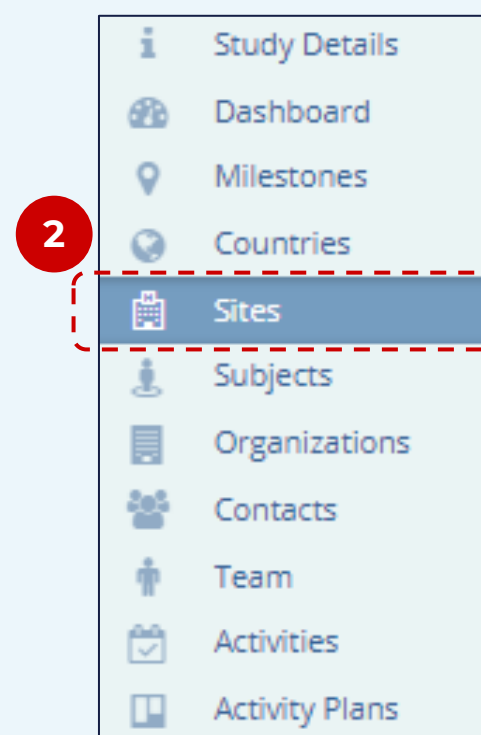 Study Details
Dashboard
Milestones
2
Countries
Sites
Subjects
Organizations
Contacts
Team
Activities
Activity Plans